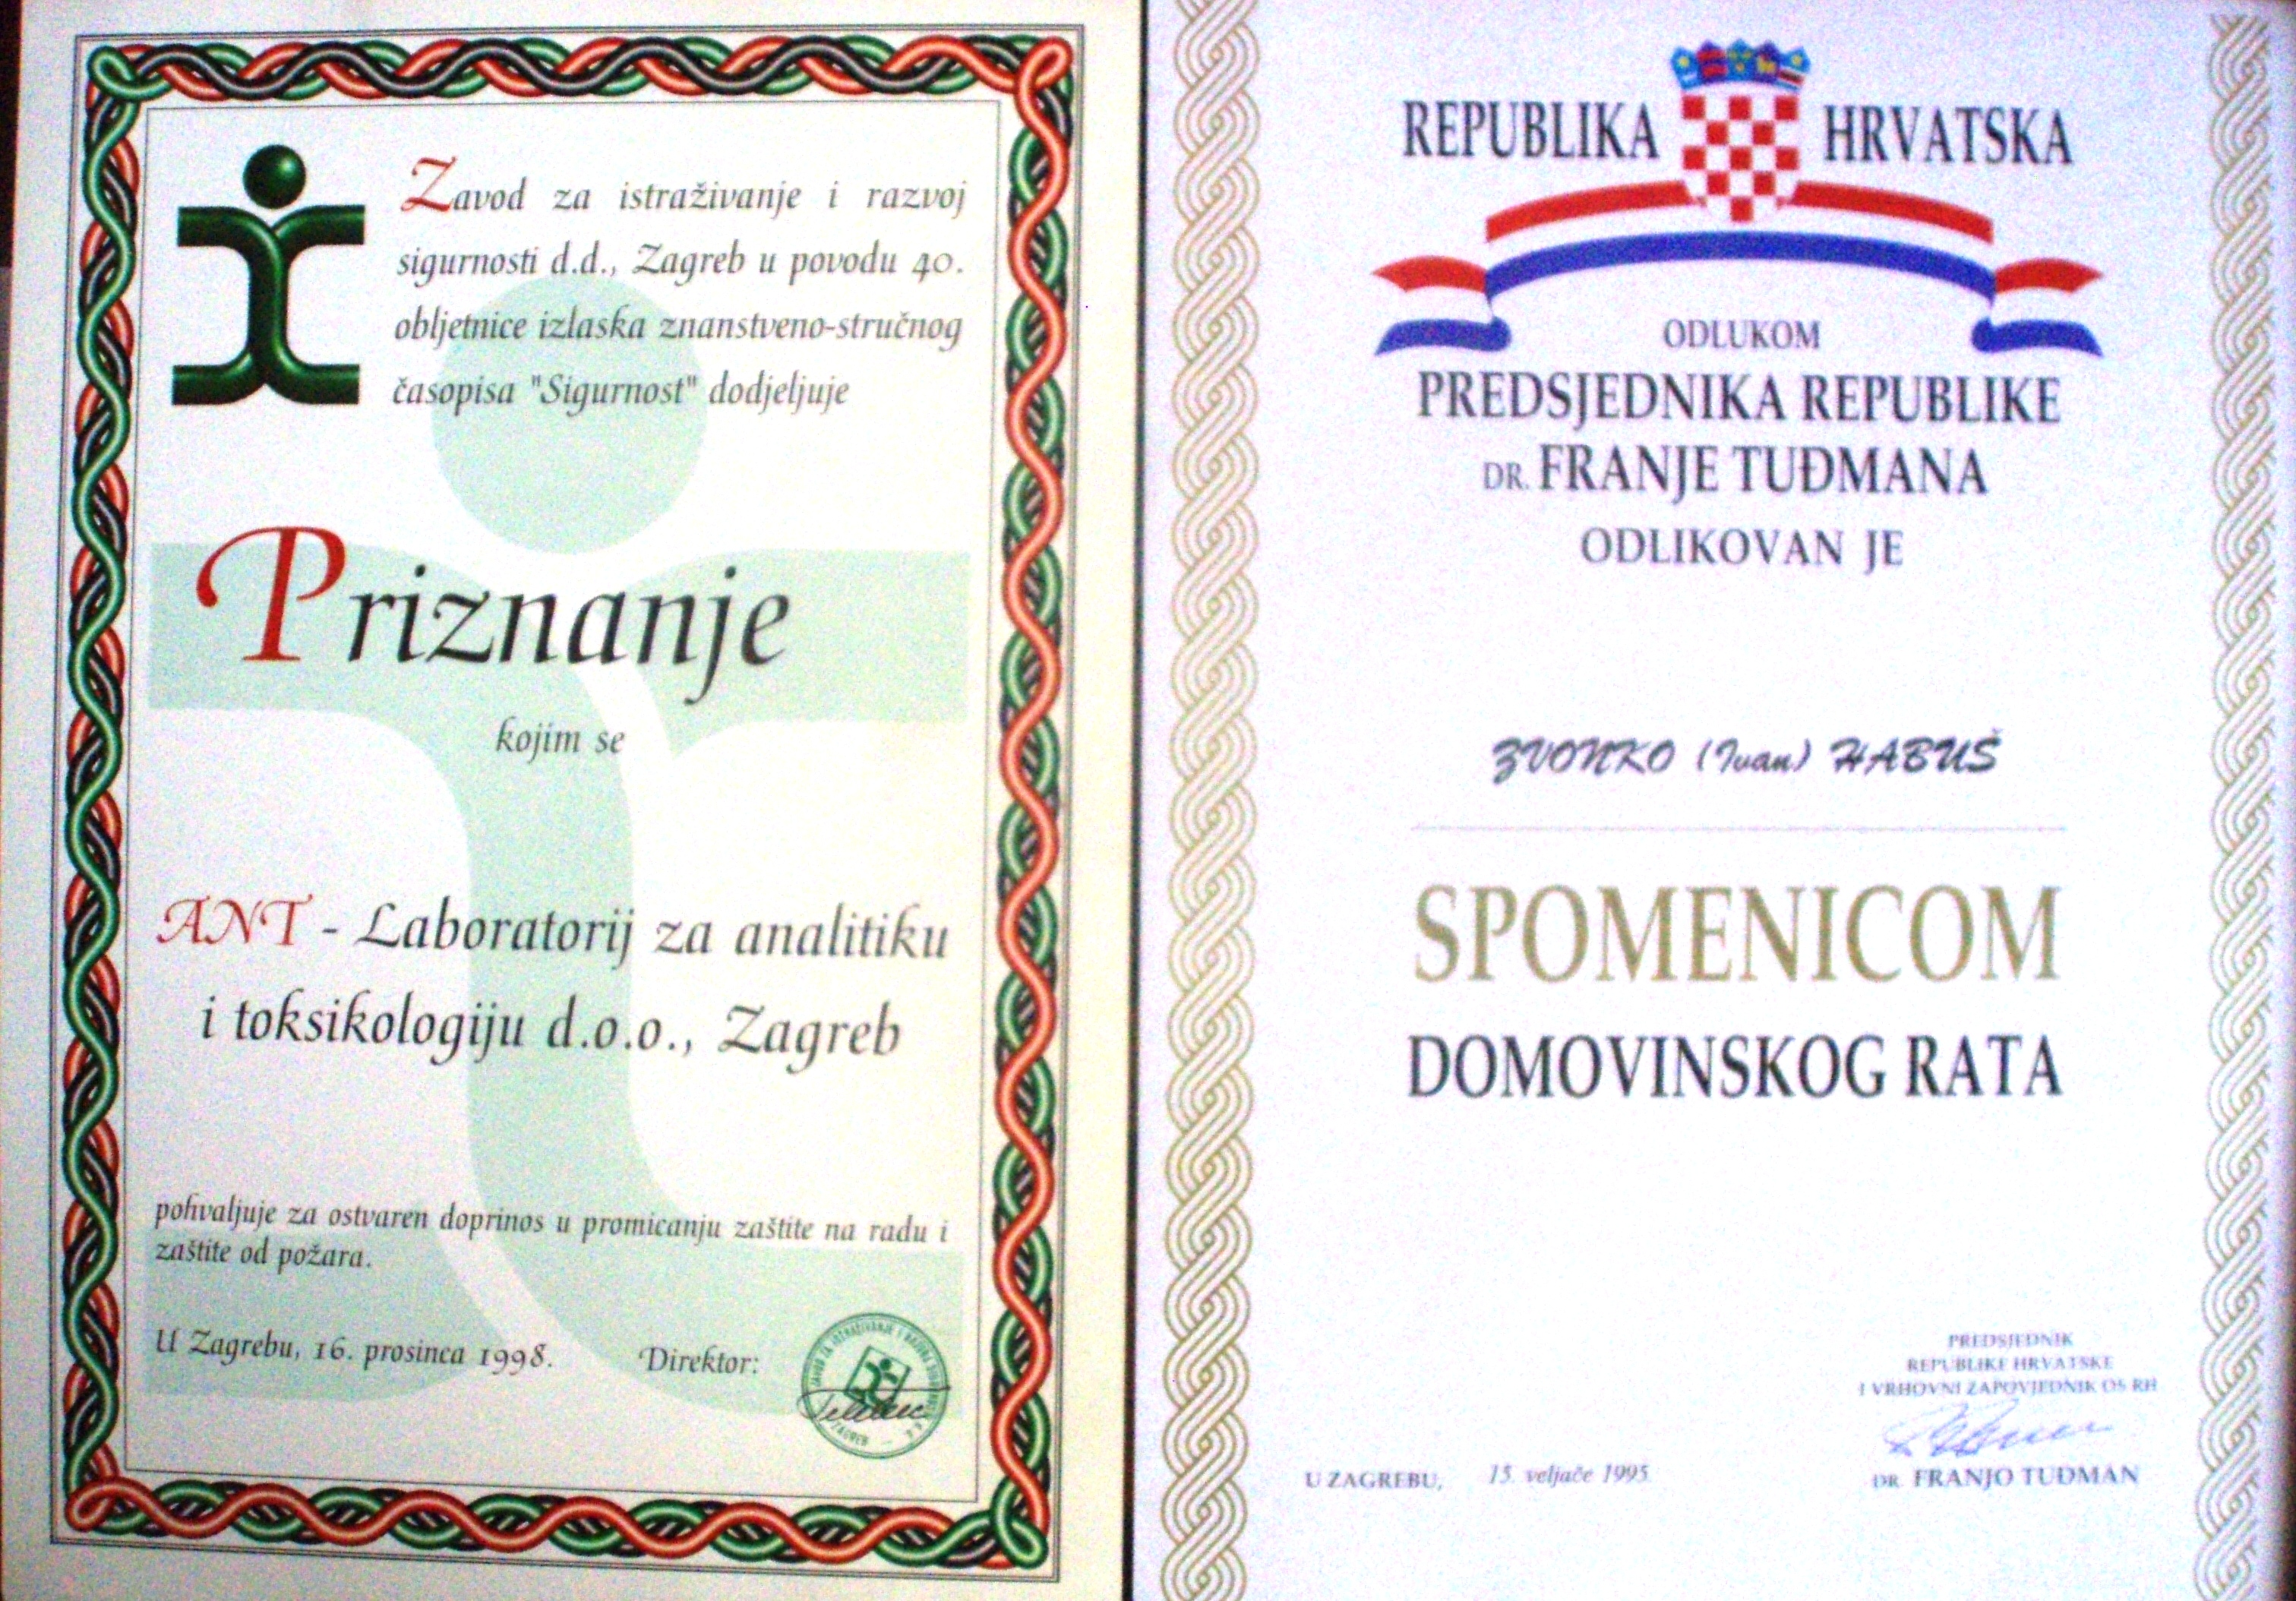 Zavod za istraživanje i razvoj
sigurnosti d.d., Zagreb u povodu 40.
obljetnice izlaska znanstveno-stručnog
časopisa "Sigurnost" dodjeljuje
Priznanje
kojim se
ANT - Laboratorij za analitiku
i toksikologiju d.o.o., Zagreb
pohvaljuje za ostvaren doprinos u promicanju zaštite na radu i
zaštite od požara.
U Zagrebu, 16. prosinca 1998.
Direktor:
ZAGREB
REPUBLIKA HRVATSKA
ODLUKOM
PREDSJEDNIKA REPUBLIKE
DR. FRANJE TUĐMANA
ODLIKOVAN JE
ZVONKO (Ivan) HABUŠ
SPOMENICOM
DOMOVINSKOG RATA
PREDSJEDNIK
REPUBLIKE HRVATSKE
I VRHOVNI ZAPOVJEDNIK OS RH
U ZAGREBU, 15. veljače 1995
DR. FRANJO TUĐMAN